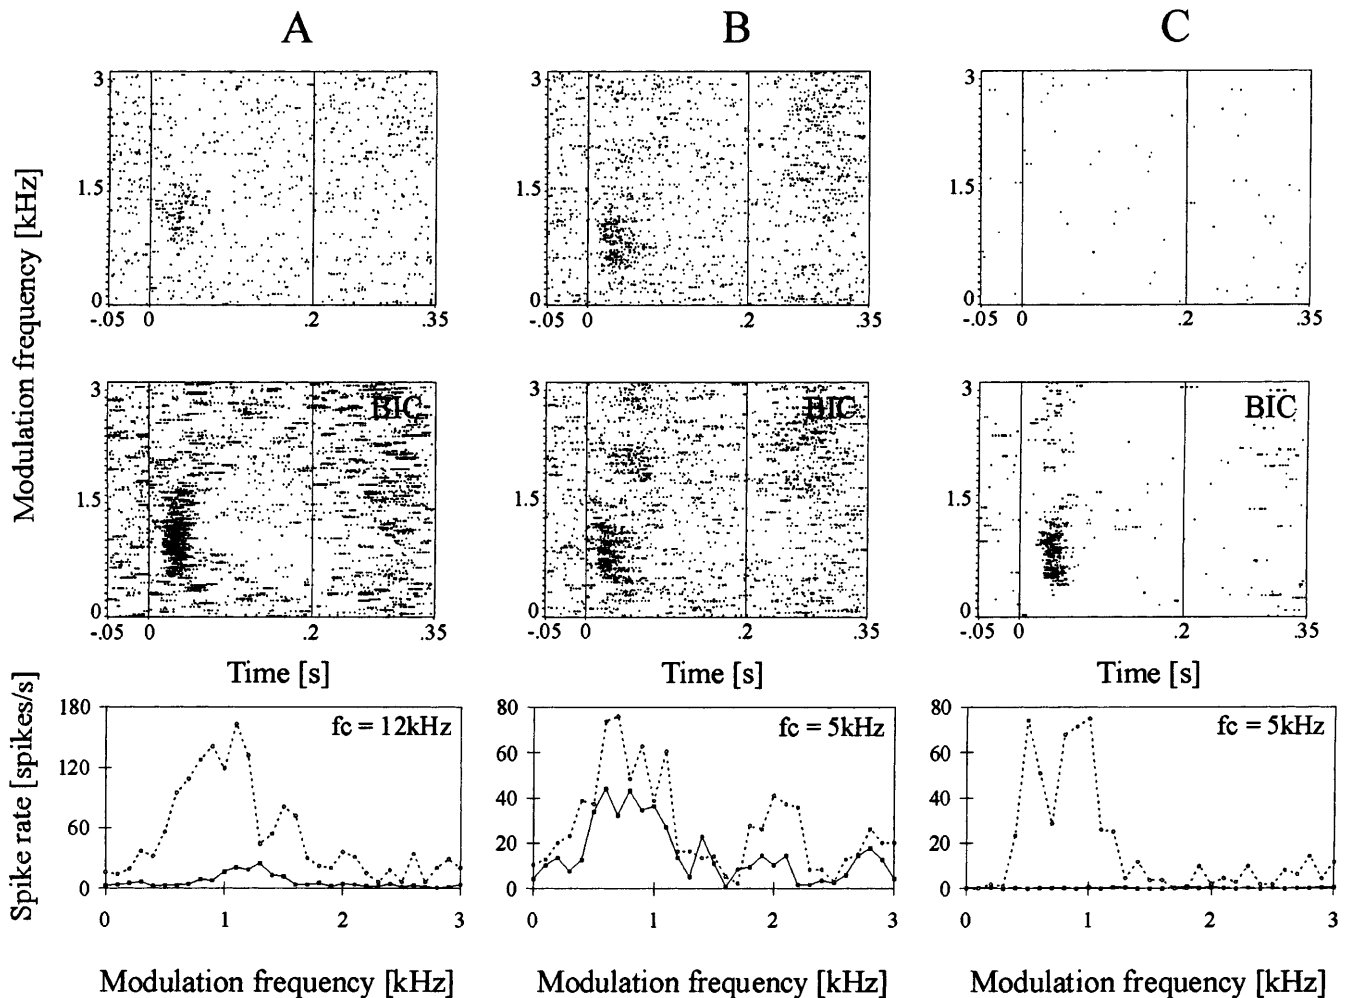 A B C
Modulation frequency [kHz]
3 3 3
1.5 1.5 1.5
0 0 0
-.05 0 .2 .35 -.05 0 .2 .35 -.05 0 .2 .35
BIC BIC BIC
3 3 3
1.5 1.5 1.5
0 0 0
-.05 0 .2 .35 -.05 0 .2 .35 -.05 0 .2 .35
Time [s] Time [s] Time [s]
Spike rate [spikes/s]
fc = 12kHz fc = 5kHz fc = 5kHz
180 80 80
120 60 60
60 40 40
20 20
0 0 0
0 1 2 3 0 1 2 3 0 1 2 3
Modulation frequency [kHz] Modulation frequency [kHz] Modulation frequency [kHz]